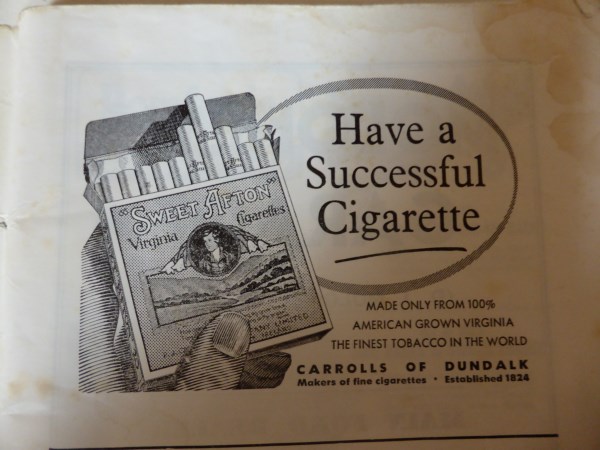 Have a
Successful
Cigarette
"SWEET AFTON"
Virginia Cigarettes
MADE ONLY FROM 100%
AMERICAN GROWN VIRGINIA
THE FINEST TOBACCO IN THE WORLD
CARROLLS OF DUNDALK
Makers of fine cigarettes • Established 1824